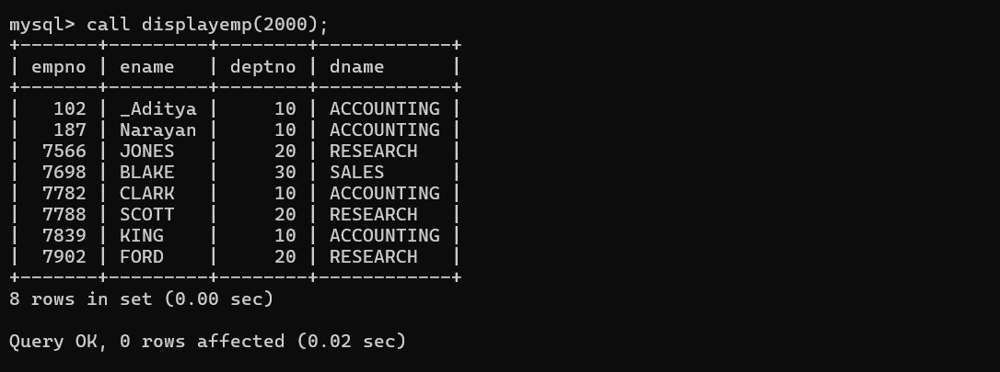 mysql> call displayemp(2000);
+-------+--------+--------+------------+
| empno | ename  | deptno | dname      |
+-------+--------+--------+------------+
|   102 | _Aditya |     10 | ACCOUNTING |
|   187 | Narayan |     10 | ACCOUNTING |
|  7566 | JONES   |     20 | RESEARCH   |
|  7698 | BLAKE   |     30 | SALES      |
|  7782 | CLARK   |     10 | ACCOUNTING |
|  7788 | SCOTT   |     20 | RESEARCH   |
|  7839 | KING    |     10 | ACCOUNTING |
|  7902 | FORD    |     20 | RESEARCH   |
+-------+---------+--------+------------+
8 rows in set (0.00 sec)

Query OK, 0 rows affected (0.02 sec)